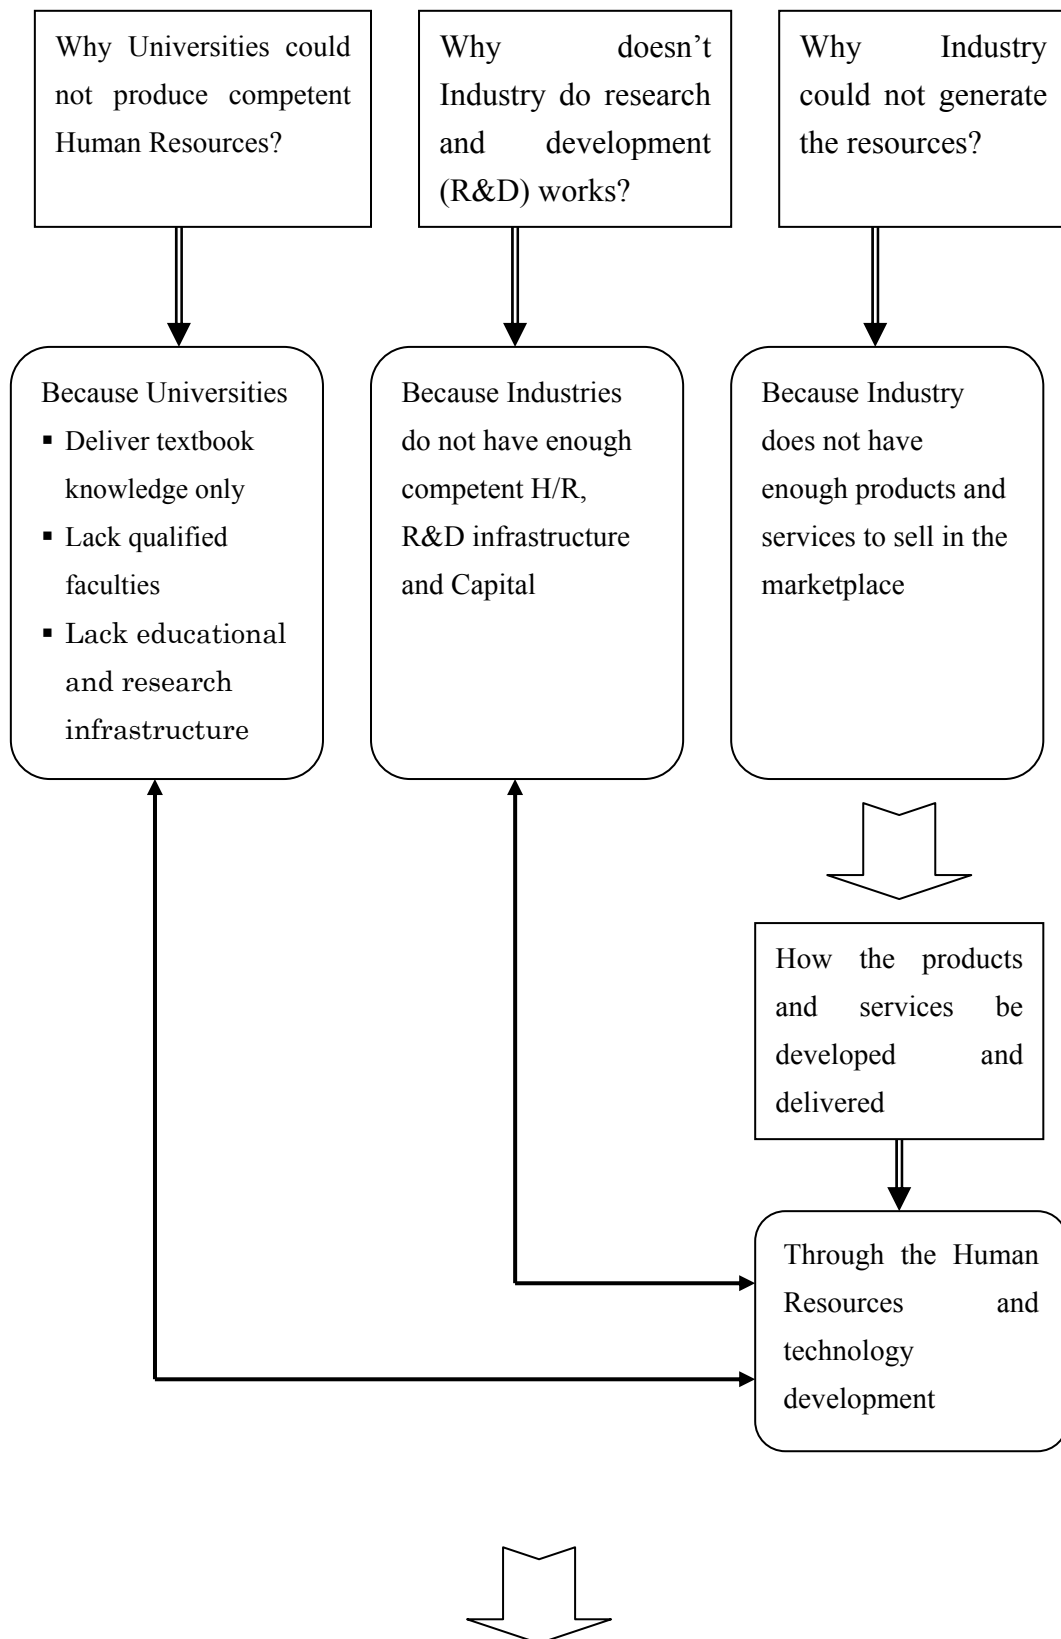 Why Universities could
not produce competent
Human Resources?
Why doesn’t
Industry do research
and development
(R&D) works?
Why Industry
could not generate
the resources?
Because Universities
▪ Deliver textbook
knowledge only
▪ Lack qualified
faculties
▪ Lack educational
and research
infrastructure
Because Industries
do not have enough
competent H/R,
R&D infrastructure
and Capital
Because Industry
does not have
enough products and
services to sell in the
marketplace
How the products
and services be
developed and
delivered
Through the Human
Resources and
technology
development